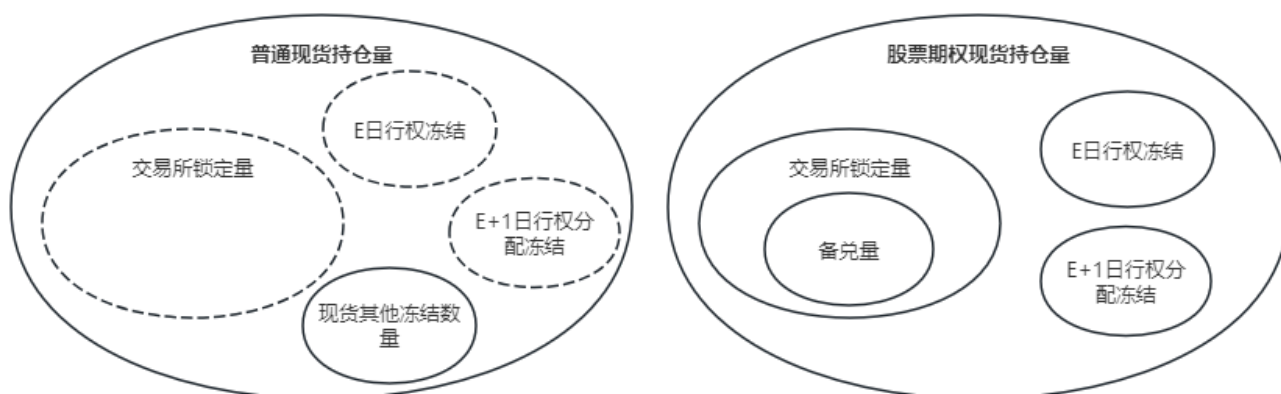 普通现货持仓量
E日行权冻结
交易所锁定量
E+1日行权分
配冻结
现货其他冻结数
量
股票期权现货持仓量
E日行权冻结
交易所锁定量
备兑量
E+1日行权分
配冻结